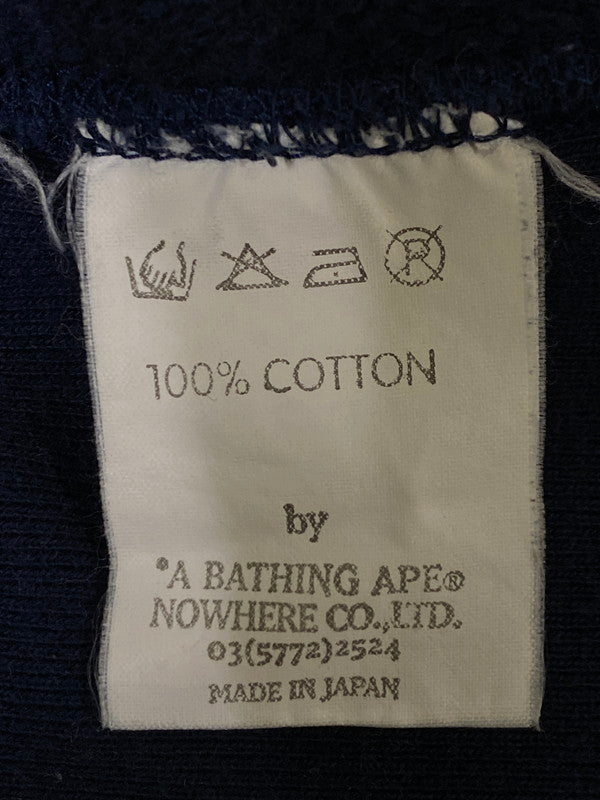 P
100% COTTON
by
*A BATHING APE®
NOWHERE CO.,LTD.
03(5772)2524
MADE IN JAPAN